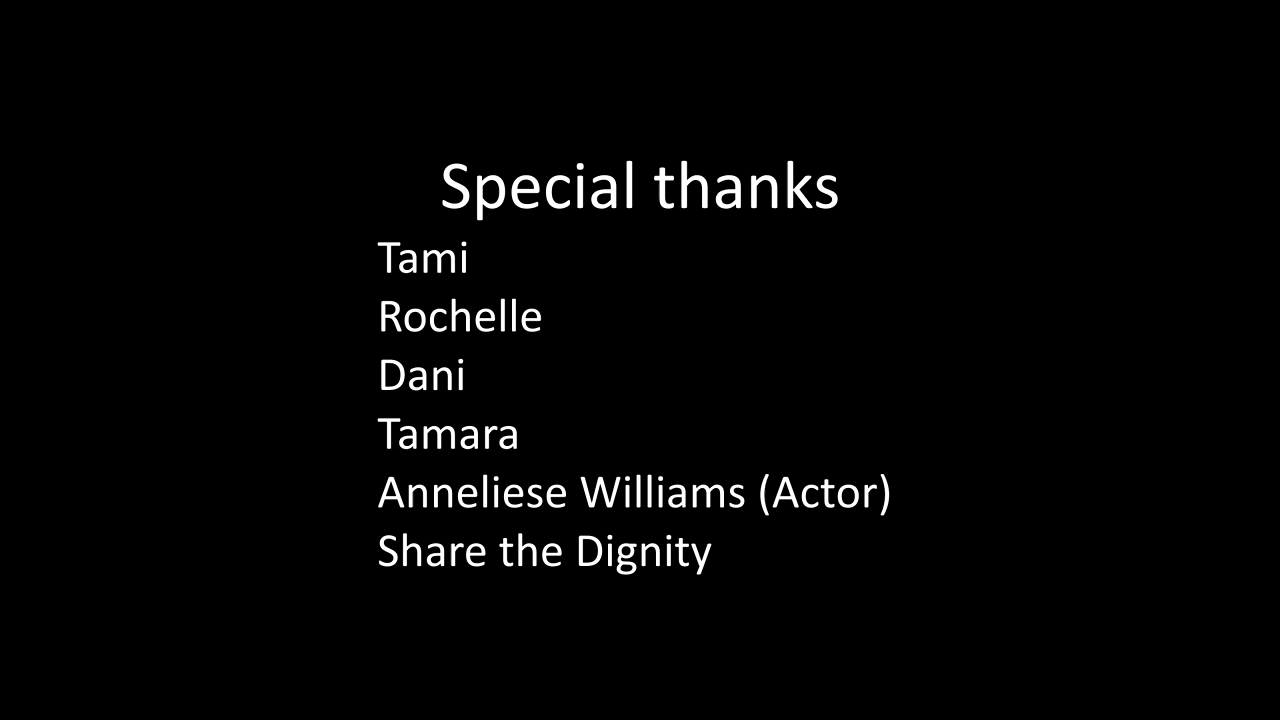 Special thanks
Tami
Rochelle
Dani
Tamara
Anneliese Williams (Actor)
Share the Dignity